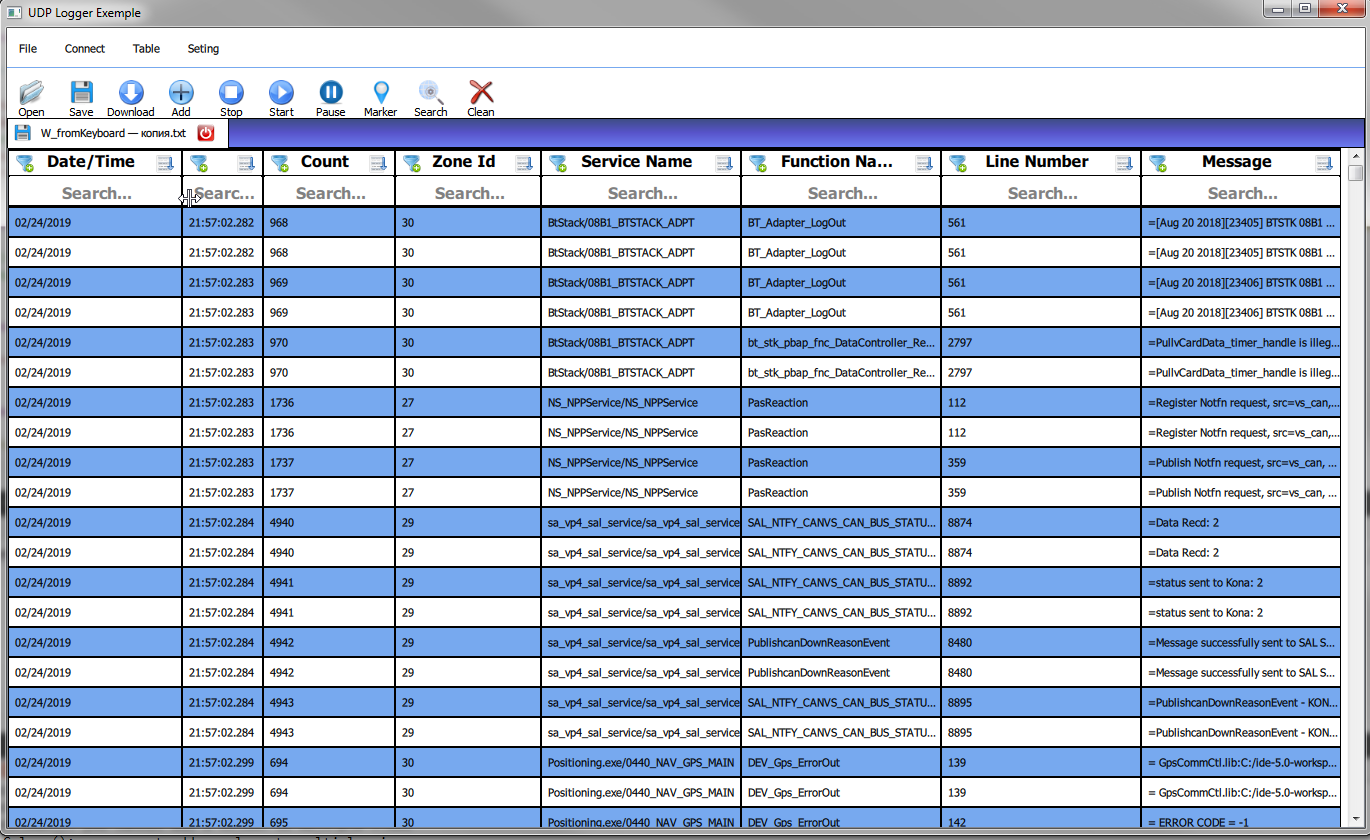 UDP Logger Exemple
File Connect Table Seting
Open Save Download Add Stop Start Pause Marker Search Clean
W_fromKeyboard — копия.txt
Date/Time Count Zone Id Service Name Function Na... Line Number Message
Search... Searc... Search... Search... Search... Search... Search... Search...
02/24/2019 21:57:02.282 968 30 BtStack/08B1_BTSTACK_ADPT BT_Adapter_LogOut 561 =[Aug 20 2018][23405] BTSTK 08B1 ...
02/24/2019 21:57:02.282 968 30 BtStack/08B1_BTSTACK_ADPT BT_Adapter_LogOut 561 =[Aug 20 2018][23405] BTSTK 08B1 ...
02/24/2019 21:57:02.283 969 30 BtStack/08B1_BTSTACK_ADPT BT_Adapter_LogOut 561 =[Aug 20 2018][23406] BTSTK 08B1 ...
02/24/2019 21:57:02.283 969 30 BtStack/08B1_BTSTACK_ADPT BT_Adapter_LogOut 561 =[Aug 20 2018][23406] BTSTK 08B1 ...
02/24/2019 21:57:02.283 970 30 BtStack/08B1_BTSTACK_ADPT bt_stk_pbap_fnc_DataController_Re... 2797 =PullvCardData_timer_handle is illeg...
02/24/2019 21:57:02.283 970 30 BtStack/08B1_BTSTACK_ADPT bt_stk_pbap_fnc_DataController_Re... 2797 =PullvCardData_timer_handle is illeg...
02/24/2019 21:57:02.283 1736 27 NS_NPPService/NS_NPPService PasReaction 112 =Register Notfn request, src=vs_can,...
02/24/2019 21:57:02.283 1736 27 NS_NPPService/NS_NPPService PasReaction 112 =Register Notfn request, src=vs_can,...
02/24/2019 21:57:02.283 1737 27 NS_NPPService/NS_NPPService PasReaction 359 =Publish Notfn request, src=vs_can, ...
02/24/2019 21:57:02.283 1737 27 NS_NPPService/NS_NPPService PasReaction 359 =Publish Notfn request, src=vs_can, ...
02/24/2019 21:57:02.284 4940 29 sa_vp4_sal_service/sa_vp4_sal_service SAL_NTFY_CANVS_CAN_BUS_STATU... 8874 =Data Recd: 2
02/24/2019 21:57:02.284 4940 29 sa_vp4_sal_service/sa_vp4_sal_service SAL_NTFY_CANVS_CAN_BUS_STATU... 8874 =Data Recd: 2
02/24/2019 21:57:02.284 4941 29 sa_vp4_sal_service/sa_vp4_sal_service SAL_NTFY_CANVS_CAN_BUS_STATU... 8892 =status sent to Kona: 2
02/24/2019 21:57:02.284 4941 29 sa_vp4_sal_service/sa_vp4_sal_service SAL_NTFY_CANVS_CAN_BUS_STATU... 8892 =status sent to Kona: 2
02/24/2019 21:57:02.284 4942 29 sa_vp4_sal_service/sa_vp4_sal_service PublishcanDownReasonEvent 8480 =Message successfully sent to SAL S...
02/24/2019 21:57:02.284 4942 29 sa_vp4_sal_service/sa_vp4_sal_service PublishcanDownReasonEvent 8480 =Message successfully sent to SAL S...
02/24/2019 21:57:02.284 4943 29 sa_vp4_sal_service/sa_vp4_sal_service SAL_NTFY_CANVS_CAN_BUS_STATU... 8895 =PublishcanDownReasonEvent - KON...
02/24/2019 21:57:02.284 4943 29 sa_vp4_sal_service/sa_vp4_sal_service SAL_NTFY_CANVS_CAN_BUS_STATU... 8895 =PublishcanDownReasonEvent - KON...
02/24/2019 21:57:02.299 694 30 Positioning.exe/0440_NAV_GPS_MAIN DEV_Gps_ErrorOut 139 = GpsCommCtl.lib:C:/ide-5.0-worksp...
02/24/2019 21:57:02.299 694 30 Positioning.exe/0440_NAV_GPS_MAIN DEV_Gps_ErrorOut 139 = GpsCommCtl.lib:C:/ide-5.0-worksp...
02/24/2019 21:57:02.299 695 30 Positioning.exe/0440_NAV_GPS_MAIN DEV_Gps_ErrorOut 142 = ERROR CODE = -1